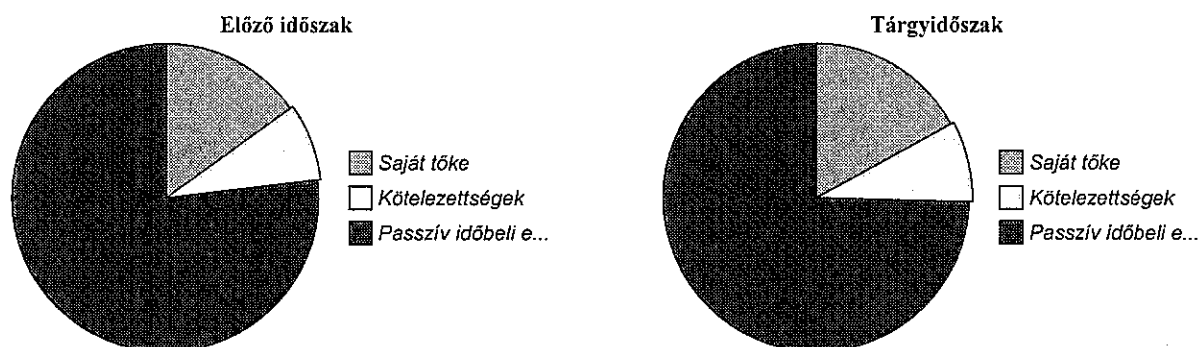 Előző időszak
Saját tőke
Kötelezettségek
Passzív időbeli e...
Tárgyidőszak
Saját tőke
Kötelezettségek
Passzív időbeli e...